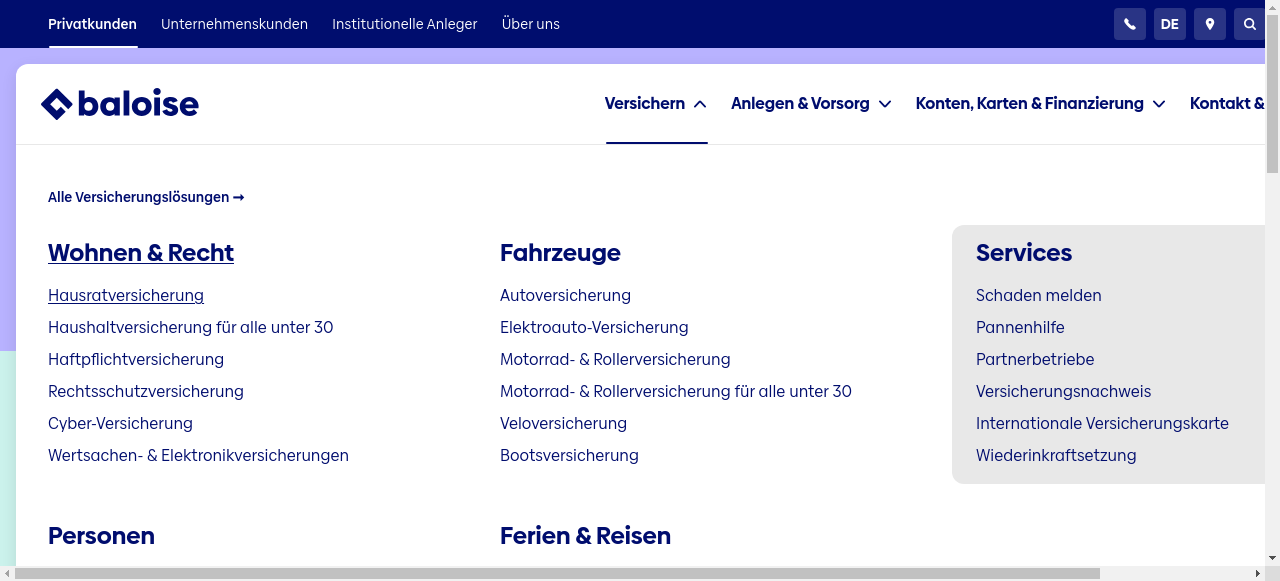 Privatkunden Unternehmenskunden Institutionelle Anleger Über uns DE
baloise Versichern Anlegen & Vorsorg Konten, Karten & Finanzierung Kontakt &
Alle Versicherungslösungen →
Wohnen & Recht
Hausratversicherung
Haushaltversicherung für alle unter 30
Haftpflichtversicherung
Rechtsschutzversicherung
Cyber-Versicherung
Wertsachen- & Elektronikversicherungen
Fahrzeuge
Autoversicherung
Elektroauto-Versicherung
Motorrad- & Rollerversicherung
Motorrad- & Rollerversicherung für alle unter 30
Veloversicherung
Bootsversicherung
Services
Schaden melden
Pannenhilfe
Partnerbetriebe
Versicherungsnachweis
Internationale Versicherungskarte
Wiederinkraftsetzung
Personen
Ferien & Reisen